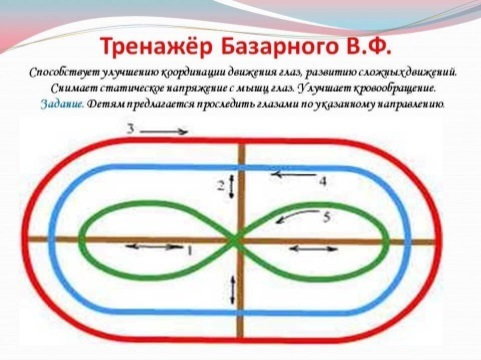 Тренажёр Базарного В.Ф.
Способствует улучшению координации движения глаз, развитию сложных движений.
Снимает статическое напряжение с мышц глаз. Улучшает кровообращение.
Задание. Детям предлагается проследить глазами по указанному направлению.
3
2
4
5
1